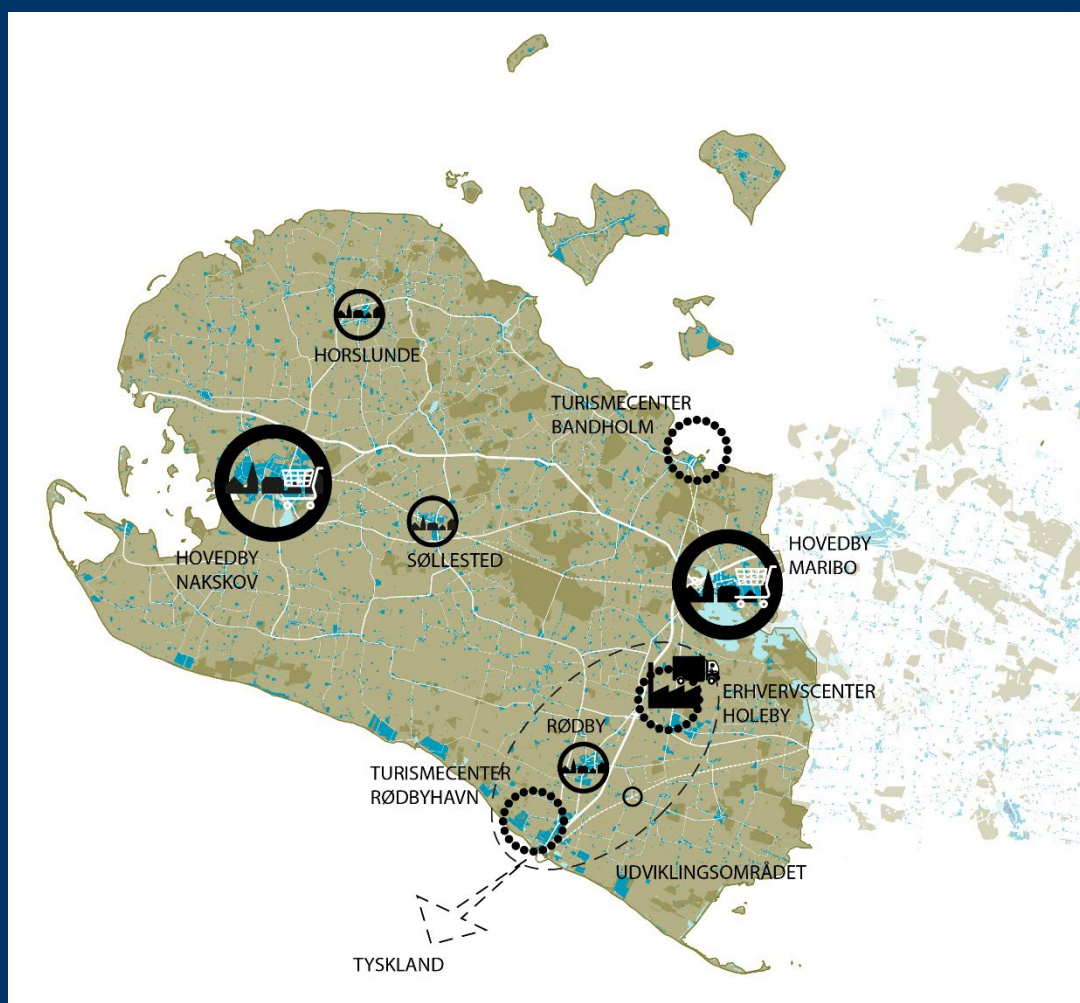 HORSLUNDE
TURISMECENTER
BANDHOLM
HOVEDBY
NAKSKOV
SØLLESTED
HOVEDBY
MARIBO
ERHVERVSCENTER
HOLEBY
RØDBY
TURISMECENTER
RØDBYHAVN
UDVIKLINGSOMRÅDET
TYSKLAND